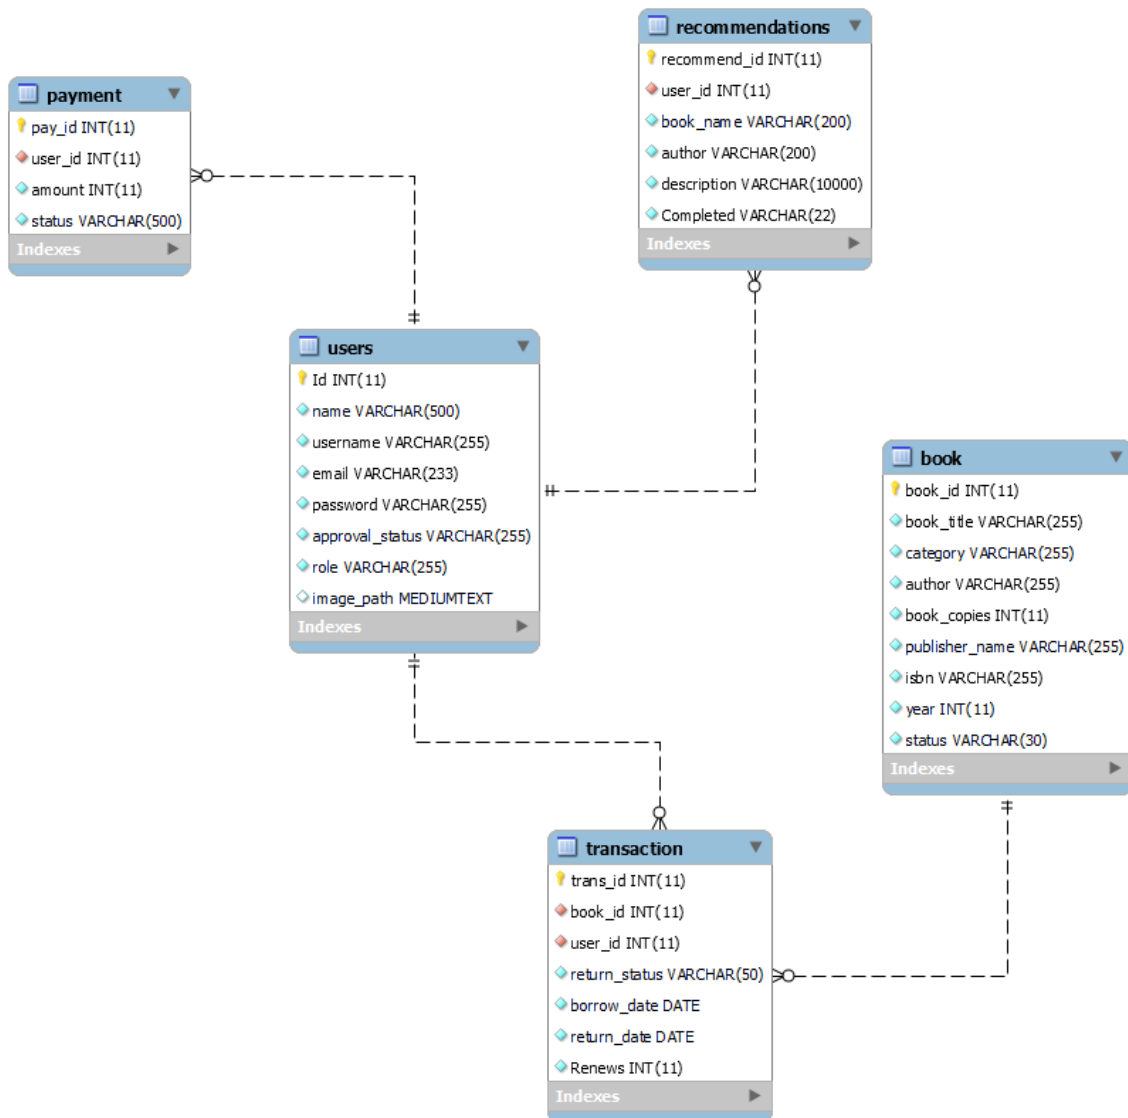 recommendations
recommend_id INT(11)
user_id INT(11)
book_name VARCHAR(200)
author VARCHAR(200)
description VARCHAR(10000)
Completed VARCHAR(22)
Indexes
payment
pay_id INT(11)
user_id INT(11)
amount INT(11)
status VARCHAR(500)
Indexes
users
Id INT(11)
name VARCHAR(500)
username VARCHAR(255)
email VARCHAR(233)
password VARCHAR(255)
approval_status VARCHAR(255)
role VARCHAR(255)
image_path MEDIUMTEXT
Indexes
book
book_id INT(11)
book_title VARCHAR(255)
category VARCHAR(255)
author VARCHAR(255)
book_copies INT(11)
publisher_name VARCHAR(255)
isbn VARCHAR(255)
year INT(11)
status VARCHAR(30)
Indexes
transaction
trans_id INT(11)
book_id INT(11)
user_id INT(11)
return_status VARCHAR(50)
borrow_date DATE
return_date DATE
Renews INT(11)
Indexes